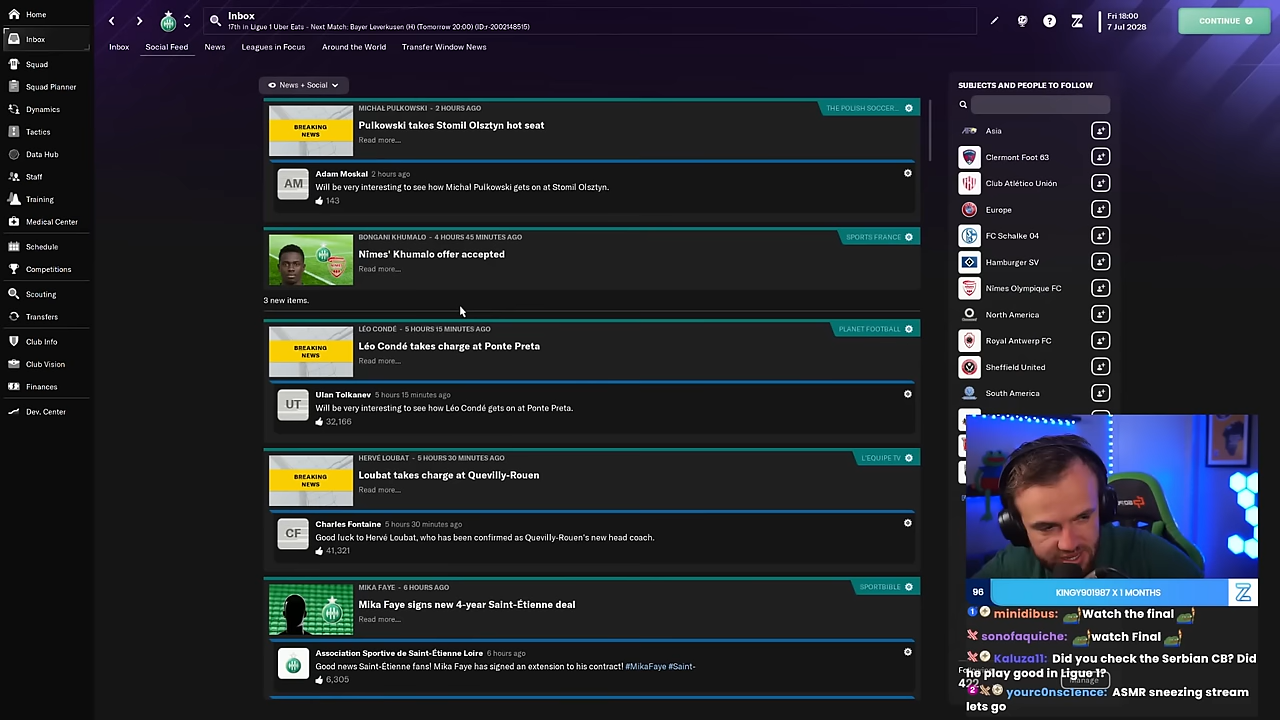 Home
Inbox
Squad
Squad Planner
Dynamics
Tactics
Data Hub
Staff
Training
Medical Center
Schedule
Competitions
Scouting
Transfers
Club Info
Club Vision
Finances
Dev. Center
Inbox
17th in Ligue 1 Uber Eats - Next Match: Bayer Leverkusen (H) (Tomorrow 20:00) (ID:r-2002148515)
Fri 18:00
7 Jul 2028
CONTINUE
Inbox
Social Feed
News
Leagues in Focus
Around the World
Transfer Window News
News + Social
MICHAŁ PULKOWSKI - 2 HOURS AGO
THE POLISH SOCCER...
BREAKING
NEWS
Pulkowski takes Stomil Olsztyn hot seat
Read more...
AM
Adam Moskal 2 hours ago
Will be very interesting to see how Michał Pulkowski gets on at Stomil Olsztyn.
143
BONGANI KHUMALO - 4 HOURS 45 MINUTES AGO
SPORTS FRANCE
Nîmes' Khumalo offer accepted
Read more...
3 new items.
LÉO CONDÉ - 5 HOURS 15 MINUTES AGO
PLANET FOOTBALL
BREAKING
NEWS
Léo Condé takes charge at Ponte Preta
Read more...
UT
Ulan Tolkanev 5 hours 15 minutes ago
Will be very interesting to see how Léo Condé gets on at Ponte Preta.
32,166
HERVÉ LOUBAT - 5 HOURS 30 MINUTES AGO
L'EQUIPE TV
BREAKING
NEWS
Loubat takes charge at Quevilly-Rouen
Read more...
CF
Charles Fontaine 5 hours 30 minutes ago
Good luck to Hervé Loubat, who has been confirmed as Quevilly-Rouen's new head coach.
41,321
MIKA FAYE - 6 HOURS AGO
SPORTBIBLE
Mika Faye signs new 4-year Saint-Étienne deal
Read more...
Association Sportive de Saint-Étienne Loire 6 hours ago
Good news Saint-Étienne fans! Mika Faye has signed an extension to his contract! #MikaFaye #Saint-
6,305
SUBJECTS AND PEOPLE TO FOLLOW
Asia
Clermont Foot 63
Club Atlético Unión
Europe
FC Schalke 04
Hamburger SV
Nîmes Olympique FC
North America
Royal Antwerp FC
Sheffield United
South America
96
KINGY901987 X 1 MONTHS
minidibus: Watch the final
sonofaquiche: watch Final
Kaluza11: Did you check the Serbian CB? Did
he play good in Ligue 1?
Manage
yourc0nsc1ence: ASMR sneezing stream
lets go